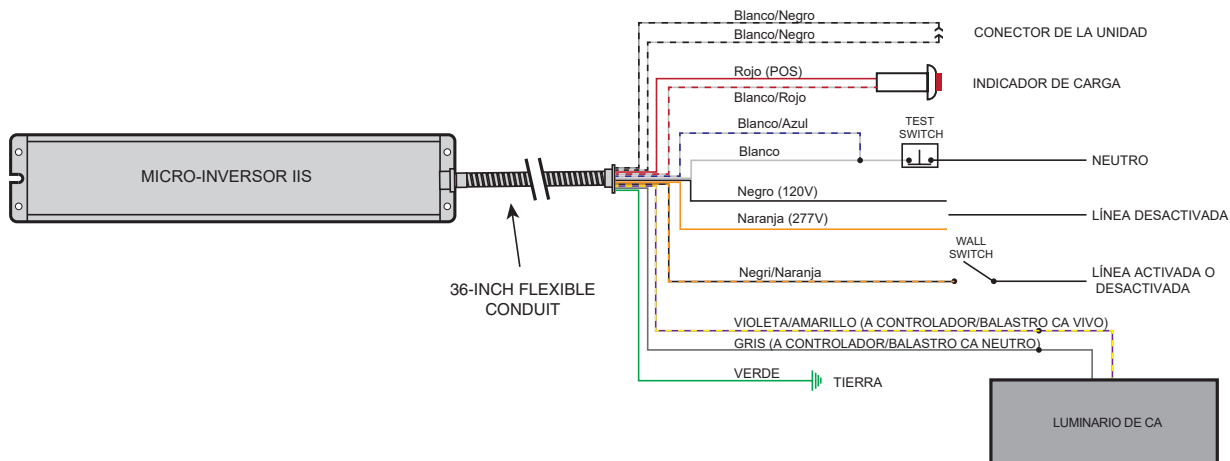 Blanco/Negro
Blanco/Negro
CONECTOR DE LA UNIDAD
Rojo (POS)
INDICADOR DE CARGA
Blanco/Rojo
Blanco/Azul
TEST
SWITCH
Blanco
NEUTRO
MICRO-INVERSOR IIS
Negro (120V)
Naranja (277V)
LÍNEA DESACTIVADA
WALL
SWITCH
Negri/Naranja
LÍNEA ACTIVADA O
DESACTIVADA
36-INCH FLEXIBLE
CONDUIT
VIOLETA/AMARILLO (A CONTROLADOR/BALASTRO CA VIVO)
GRIS (A CONTROLADOR/BALASTRO CA NEUTRO)
VERDE
TIERRA
LUMINARIO DE CA